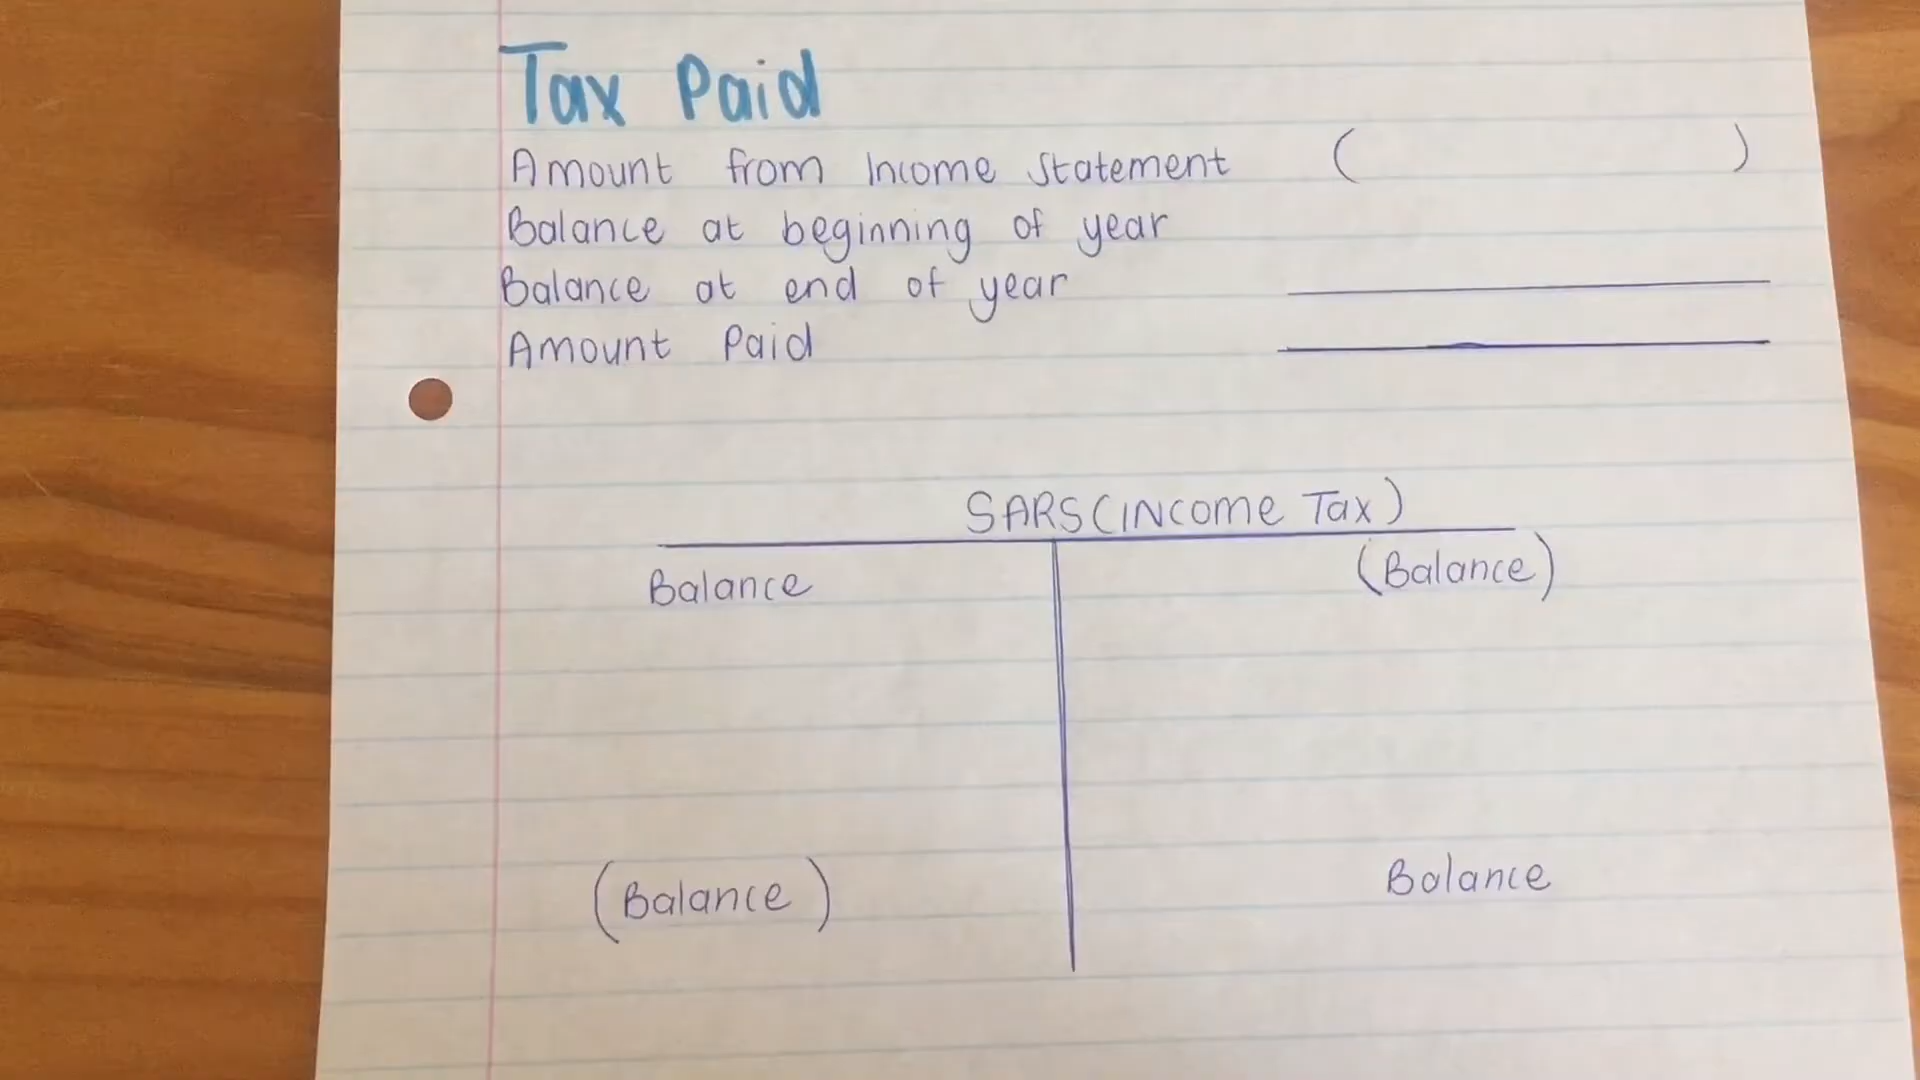 Tax Paid
Amount from Income Statement ( )
Balance at beginning of year
Balance at end of year
Amount Paid
SARS (Income Tax)
Balance (Balance)
(Balance) Balance